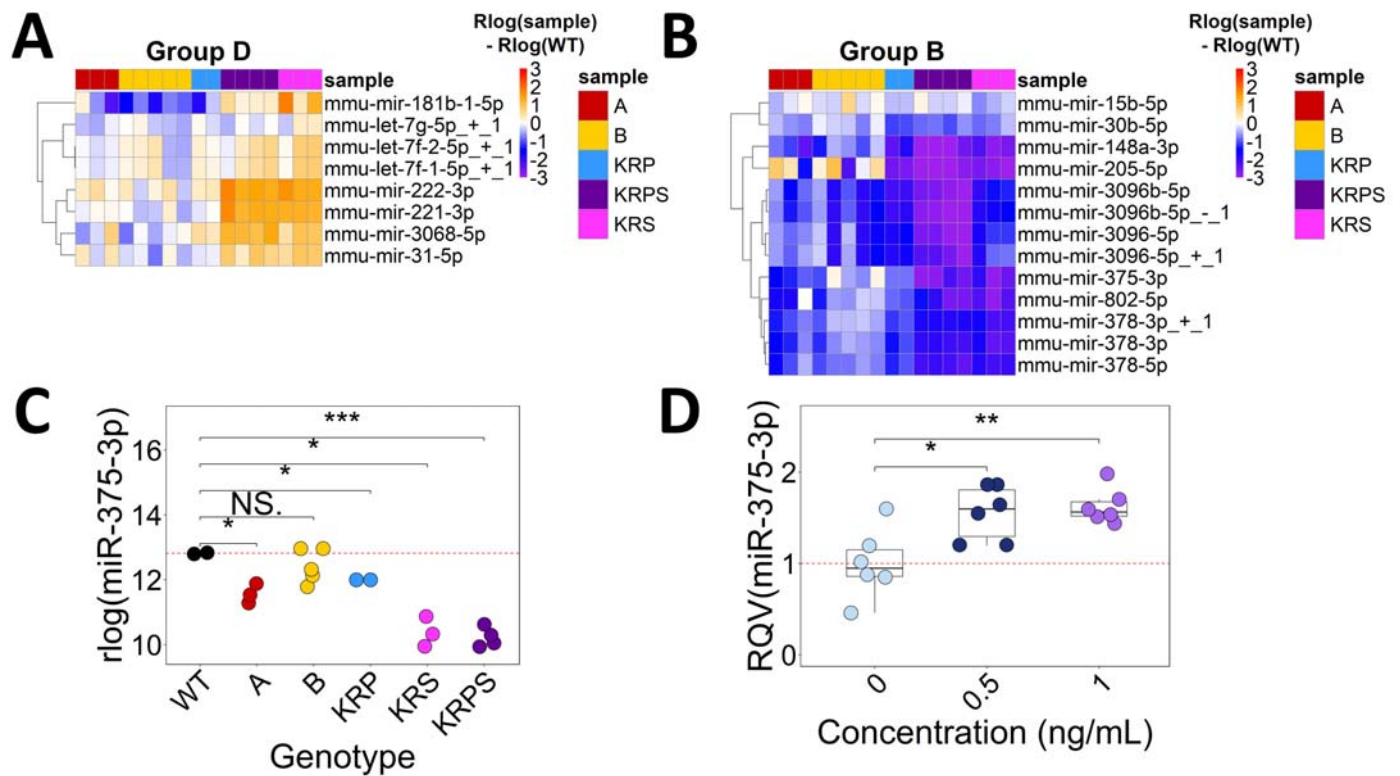 A
Group D
Rlog(sample)
- Rlog(WT)
sample
3
2
1
0
-1
-2
-3
mmu-mir-181b-1-5p
mmu-let-7g-5p_+_1
mmu-let-7f-2-5p_+_1
mmu-let-7f-1-5p_+_1
mmu-mir-222-3p
mmu-mir-221-3p
mmu-mir-3068-5p
mmu-mir-31-5p
sample
A
B
KRP
KRPS
KRS
B
Group B
Rlog(sample)
- Rlog(WT)
sample
3
2
1
0
-1
-2
-3
mmu-mir-15b-5p
mmu-mir-30b-5p
mmu-mir-148a-3p
mmu-mir-205-5p
mmu-mir-3096b-5p
mmu-mir-3096b-5p_-_1
mmu-mir-3096-5p
mmu-mir-3096-5p_+_1
mmu-mir-375-3p
mmu-mir-802-5p
mmu-mir-378-3p_+_1
mmu-mir-378-3p
mmu-mir-378-5p
sample
A
B
KRP
KRPS
KRS
C
rlog(miR-375-3p)
16
14
12
10
***
*
*
NS.
*
WT
A
B
KRP
KRS
KRPS
Genotype
D
RQV(miR-375-3p)
2
1
0
**
*
0
0.5
1
Concentration (ng/mL)